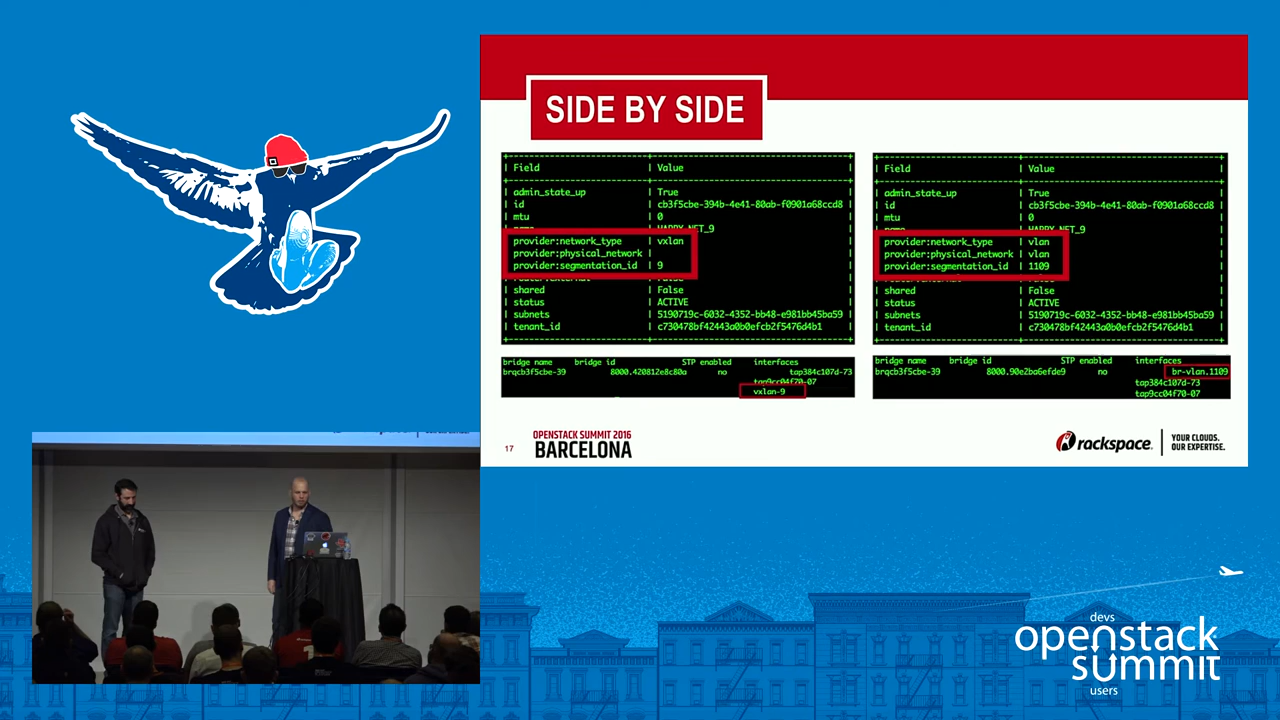 SIDE BY SIDE
Field Value
admin_state_up True
id cb3f5cbe-394b-4e41-80ab-f0901a68ccd8
mtu 0
HAPPY_NET_9
provider:network_type vxlan
provider:physical_network
provider:segmentation_id 9
shared False
status ACTIVE
subnets 5190719c-6032-4352-bb48-e981bb45ba59
tenant_id c730478bf42443a0b0efcb2f5476d4b1
bridge name bridge id STP enabled interfaces
brqcb3f5cbe-39 8000.420812e8c80a no tap384c107d-73
tap9cc04f70-07
vxlan-9
Field Value
admin_state_up True
id cb3f5cbe-394b-4e41-80ab-f0901a68ccd8
mtu 0
HAPPY_NET_9
provider:network_type vlan
provider:physical_network vlan
provider:segmentation_id 1109
shared False
status ACTIVE
subnets 5190719c-6032-4352-bb48-e981bb45ba59
tenant_id c730478bf42443a0b0efcb2f5476d4b1
bridge name bridge id STP enabled interfaces
brqcb3f5cbe-39 8000.90e2ba6efde9 no br-vlan.1109
tap384c107d-73
tap9cc04f70-07
17
OPENSTACK SUMMIT 2016
BARCELONA
rackspace.
YOUR CLOUDS.
OUR EXPERTISE.
devs
openstack
summit
users